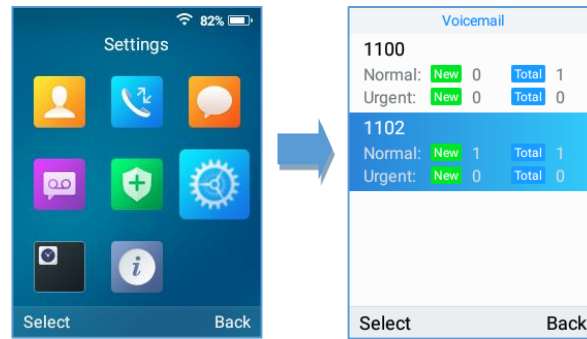 82%
Settings
Select Back
Voicemail
1100
Normal: New 0 Total 1
Urgent: New 0 Total 0
1102
Normal: New 1 Total 1
Urgent: New 0 Total 0
Select Back